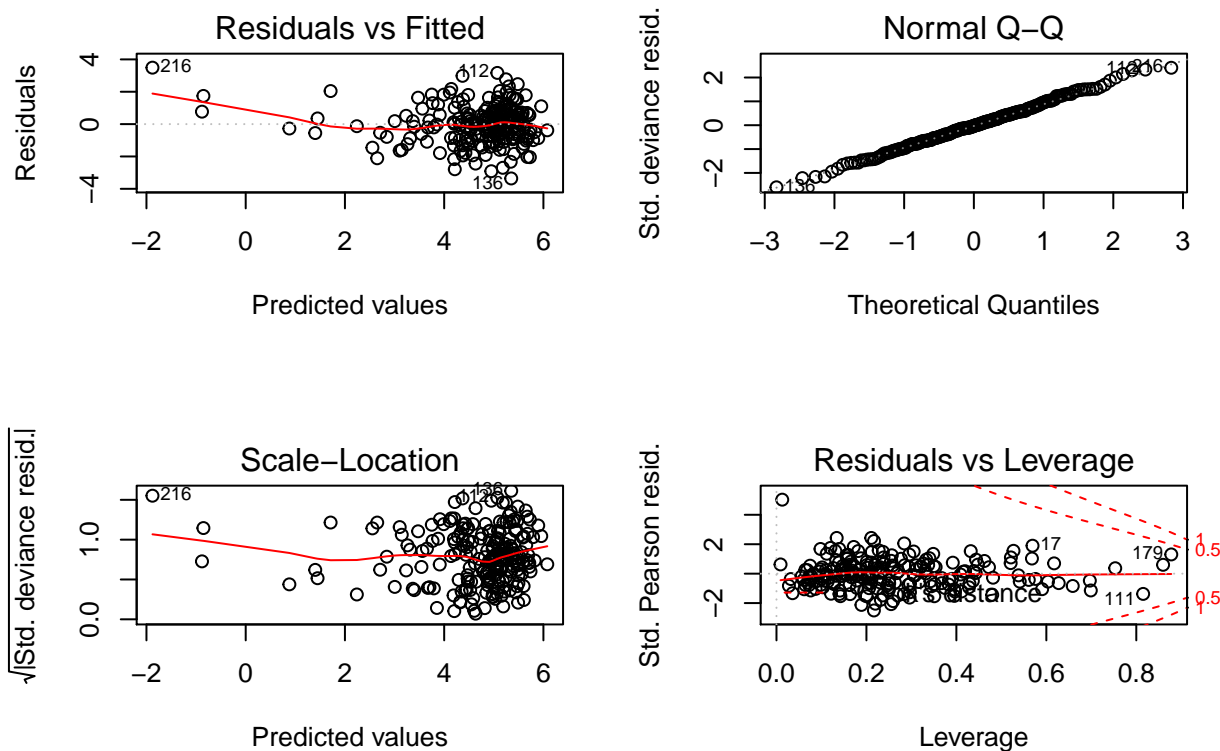 Residuals vs Fitted
Residuals
4
0
−4
216
112
136
−2 0 2 4 6
Predicted values
Normal Q−Q
Std. deviance resid.
2
0
−2
112
216
136
−3 −2 −1 0 1 2 3
Theoretical Quantiles
Scale−Location
√|Std. deviance resid.|
1.0
0.0
216
136
112
−2 0 2 4 6
Predicted values
Residuals vs Leverage
Std. Pearson resid.
2
−2
17
179
111
distance
1
0.5
0.5
1
0.0 0.2 0.4 0.6 0.8
Leverage